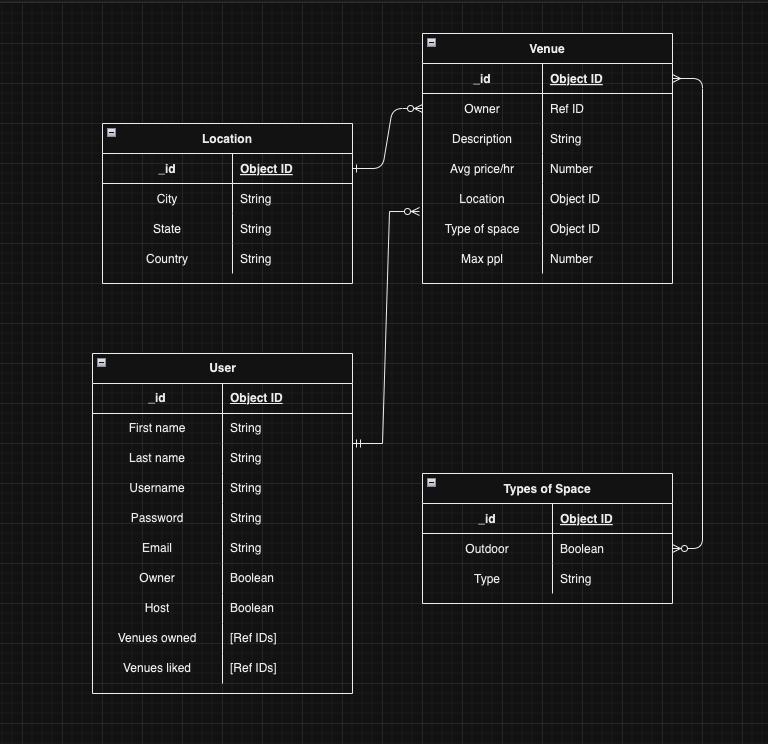 Venue
_id Object ID
Owner Ref ID
Description String
Avg price/hr Number
Location Object ID
Type of space Object ID
Max ppl Number
Location
_id Object ID
City String
State String
Country String
User
_id Object ID
First name String
Last name String
Username String
Password String
Email String
Owner Boolean
Host Boolean
Venues owned [Ref IDs]
Venues liked [Ref IDs]
Types of Space
_id Object ID
Outdoor Boolean
Type String